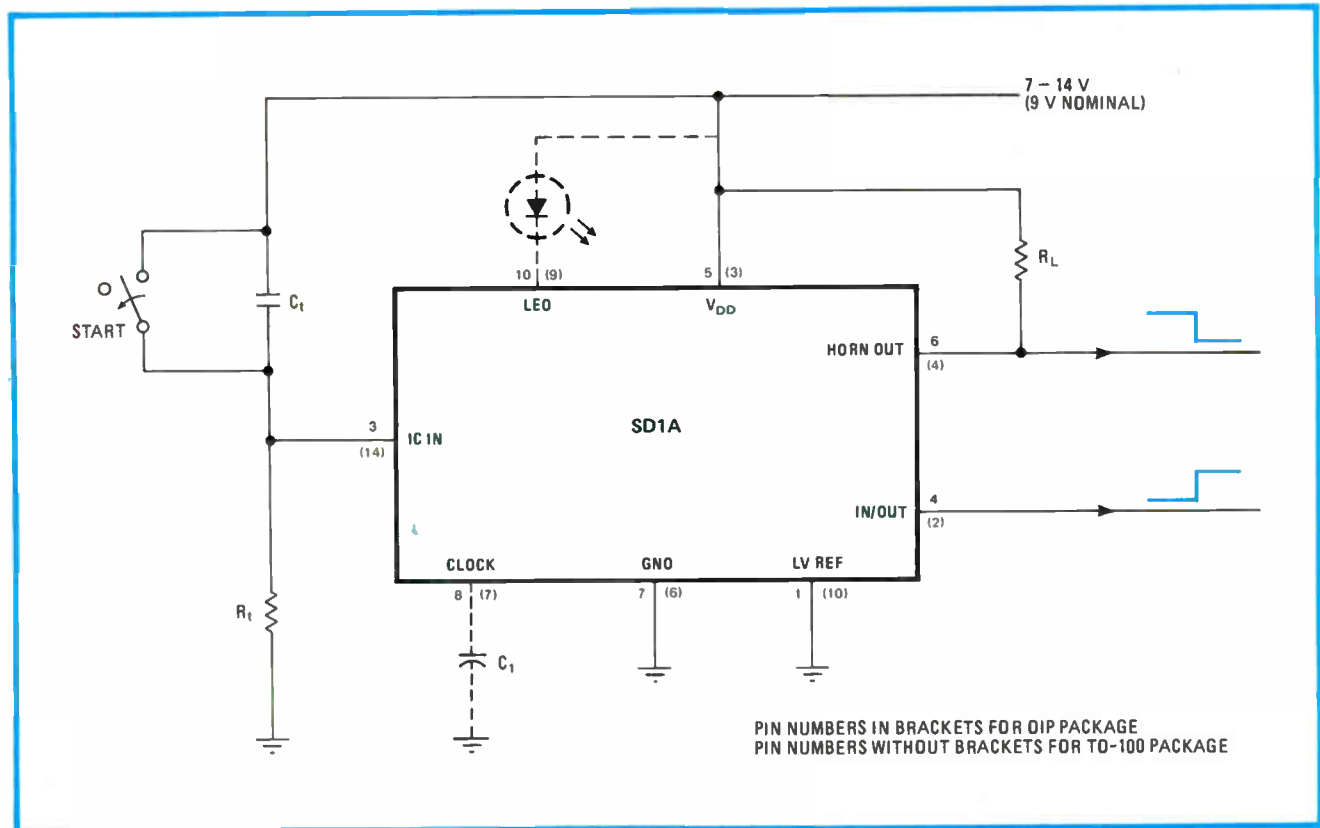 7 – 14 V
(9 V NOMINAL)
START
Ct
10 (9)
5 (3)
LEO
VDD
RL
HORN OUT
6
(4)
SD1A
3
(14)
IC IN
IN/OUT
4
(2)
CLOCK
GNO
LV REF
8 (7)
7 (6)
1 (10)
Rt
C1
PIN NUMBERS IN BRACKETS FOR OIP PACKAGE
PIN NUMBERS WITHOUT BRACKETS FOR TO-100 PACKAGE